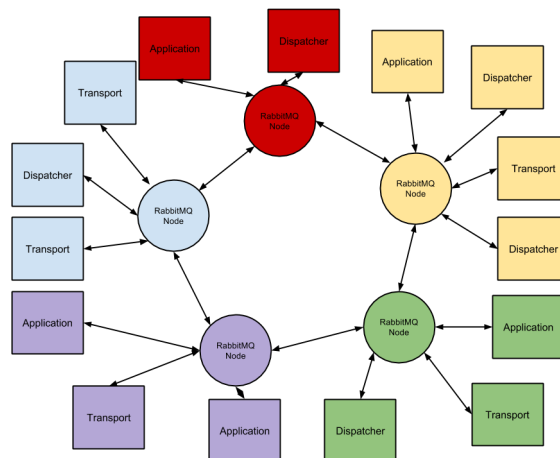 Application
Dispatcher
RabbitMQ
Node
Application
Dispatcher
Transport
Dispatcher
RabbitMQ
Node
Transport
Dispatcher
Transport
RabbitMQ
Node
Application
Transport
Application
RabbitMQ
Node
RabbitMQ
Node
Application
Transport
Dispatcher